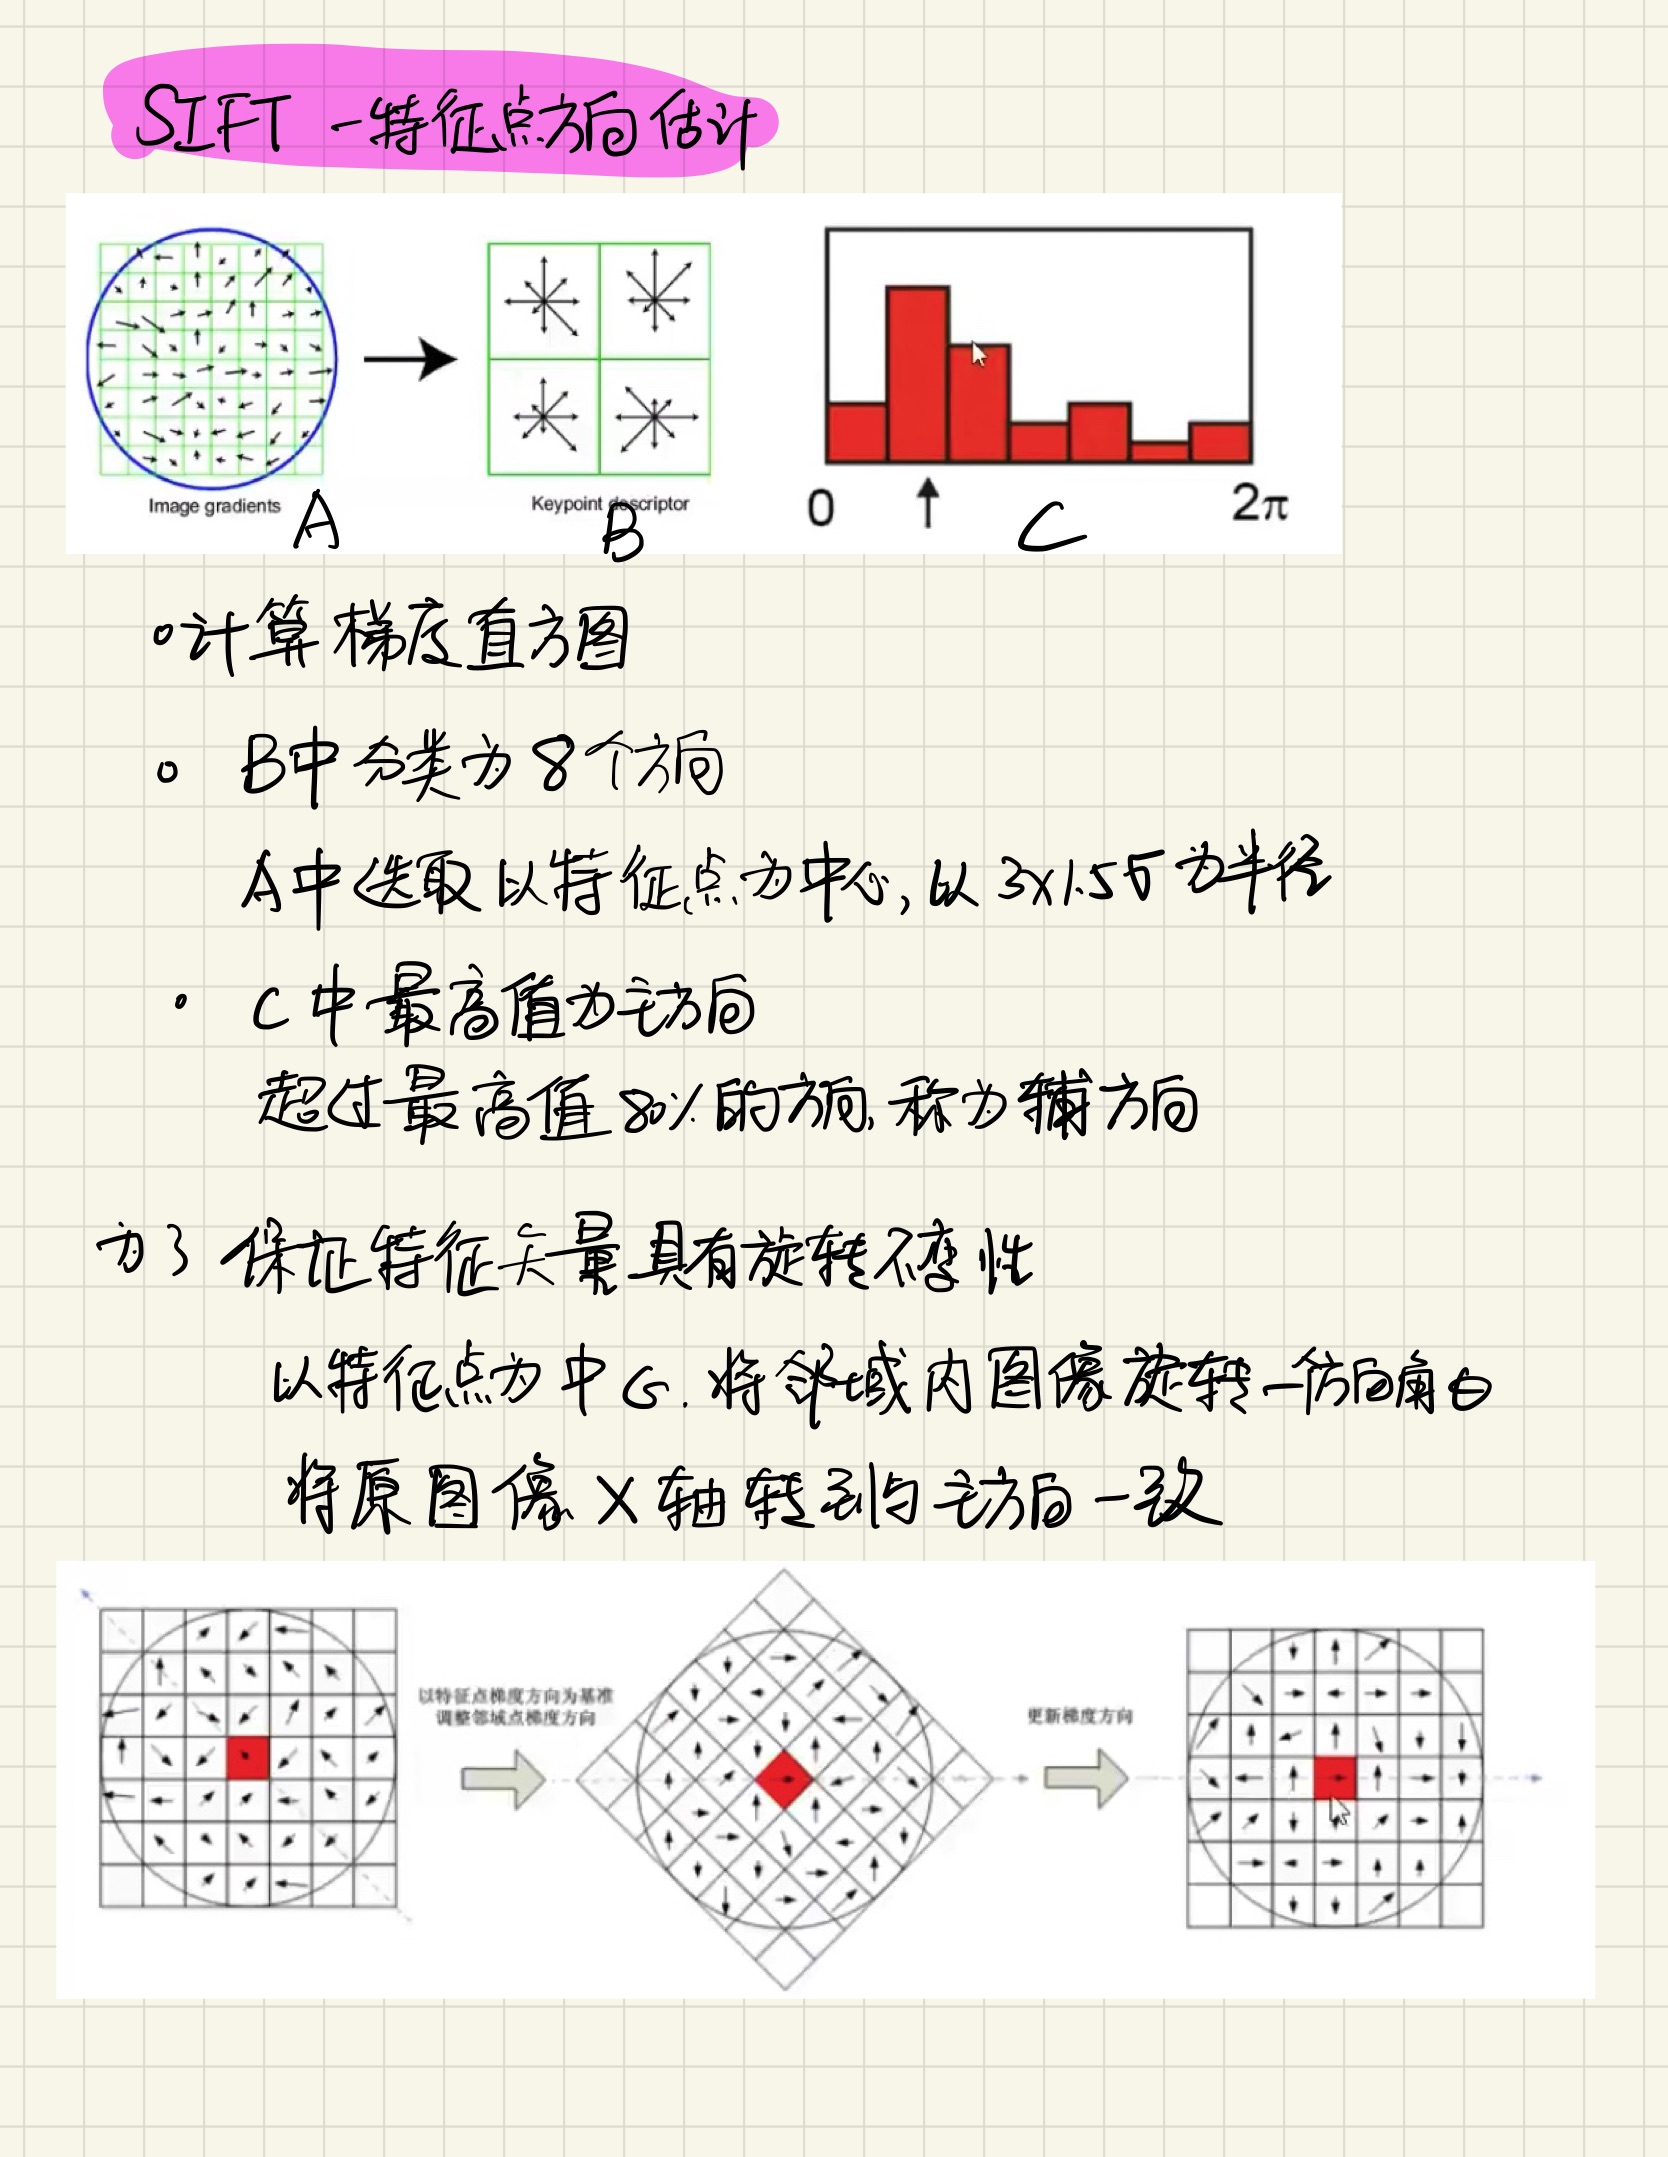 SIFT -特征点方向估计
Image gradients
Keypoint descriptor
0
2π
A
B
C
计算梯度直方图
B中分类为8个方向
A中选取以特征点为中心,以3x1.5σ为半径
C中最高值为主方向
超过最高值80%的方向,称为辅方向
为了保证特征矢量具有旋转不变性
以特征点为中心.将邻域内图像旋转一个方向角θ
将原图像X轴转到与主方向一致
以特征点梯度方向为基准
调整邻域点梯度方向
更新梯度方向